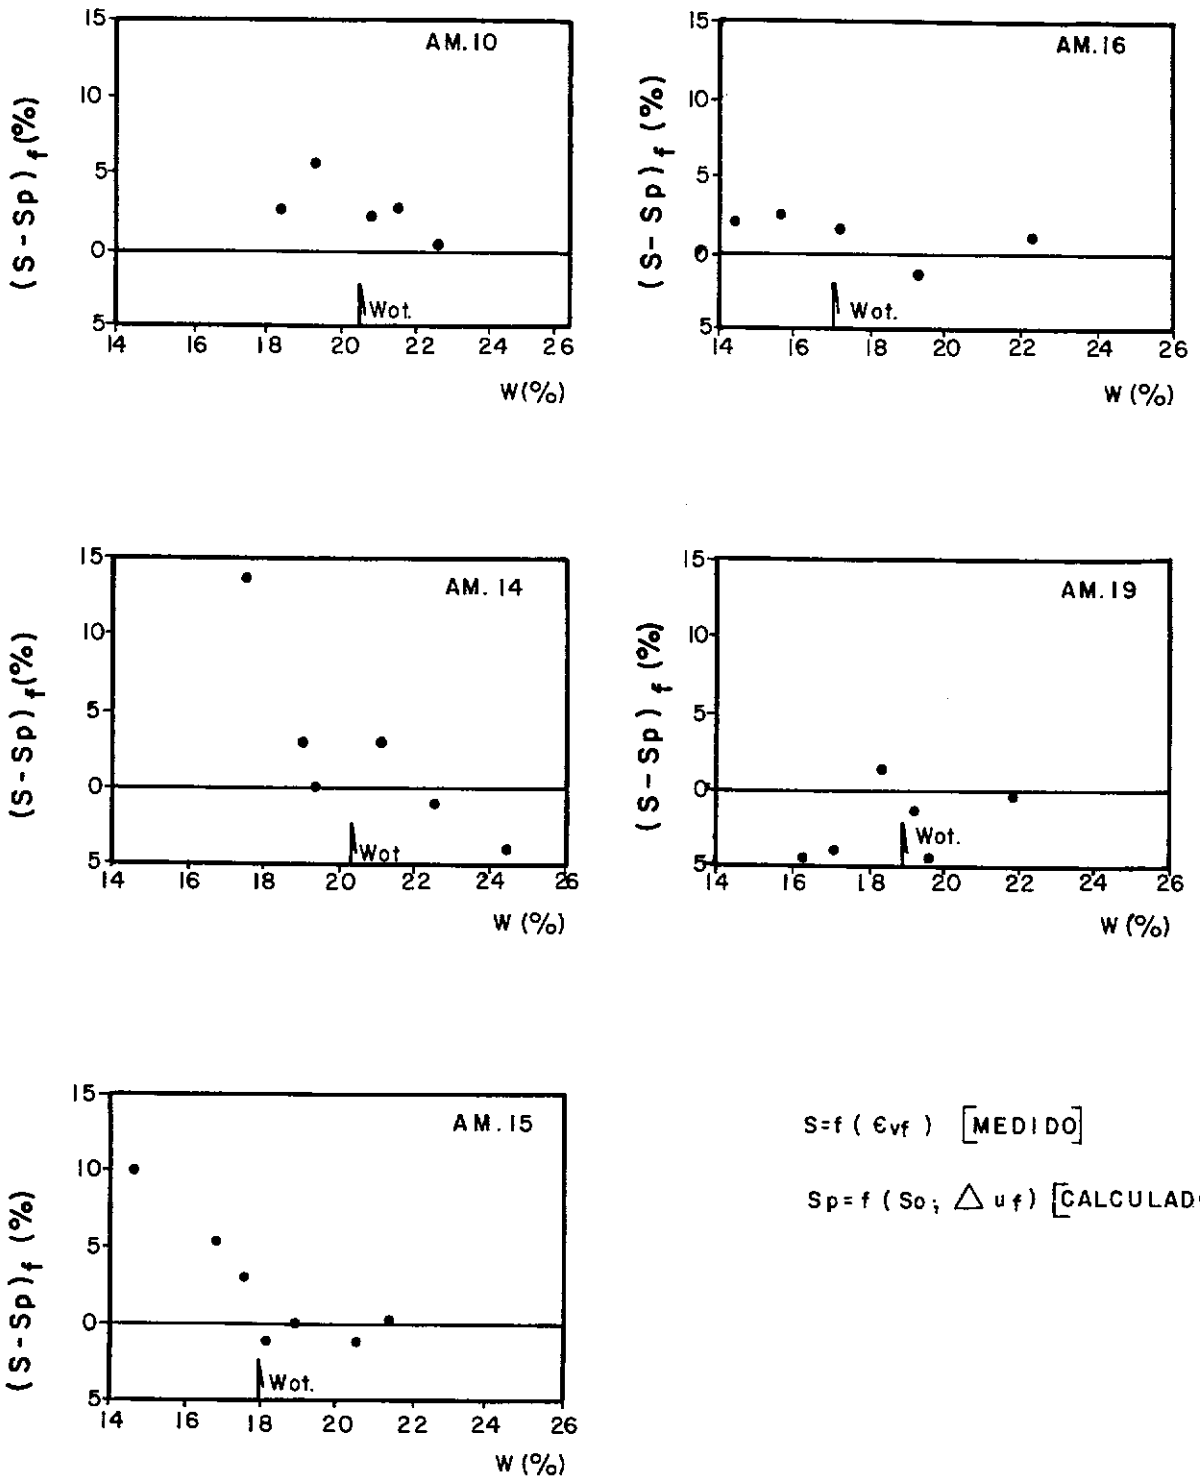 AM.10
15
10
5
0
5
14 16 18 20 22 24 26
(S-Sp)f(%)
Wot.
W(%)
AM.16
15
10
5
0
5
14 16 18 20 22 24 26
(S-Sp)f(%)
Wot.
W(%)
AM.14
15
10
5
0
5
14 16 18 20 22 24 26
(S-Sp)f(%)
Wot
W(%)
AM.19
15
10
5
0
5
14 16 18 20 22 24 26
(S-Sp)f(%)
Wot.
W(%)
AM.15
15
10
5
0
5
14 16 18 20 22 24 26
(S-Sp)f(%)
Wot.
W(%)
S=f(Єvf) [MEDIDO]
Sp=f(So; △uf) [CALCULAD